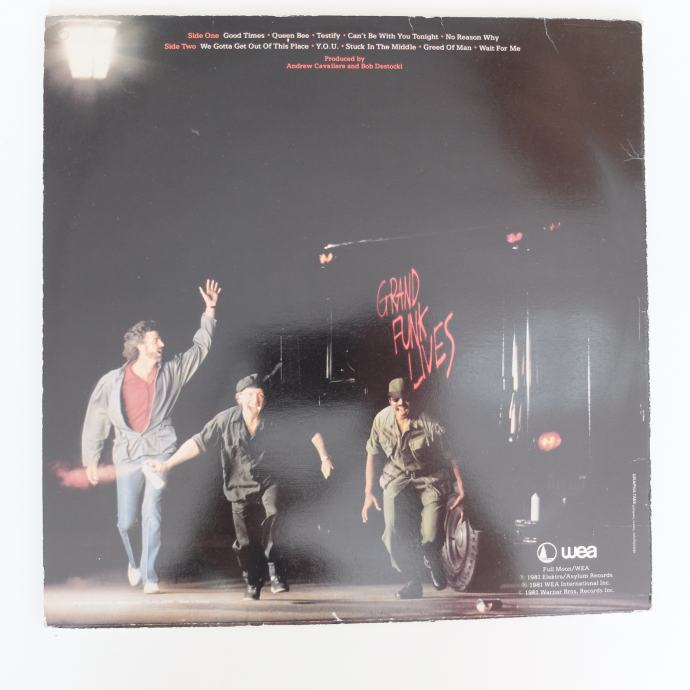 Side One Good Times • Queen Bee • Testify • Can't Be With You Tonight • No Reason Why
Side Two We Gotta Get Out Of This Place • Y.O.U. • Stuck In The Middle • Greed Of Man • Wait For Me
Produced by
Andrew Cavaliere and Bob Destocki
GRAND
FUNK
LIVES
wea
Full Moon/WEA
℗ 1981 Elektra/Asylum Records
℗ 1981 WEA International Inc.
© 1981 Warner Bros. Records Inc.